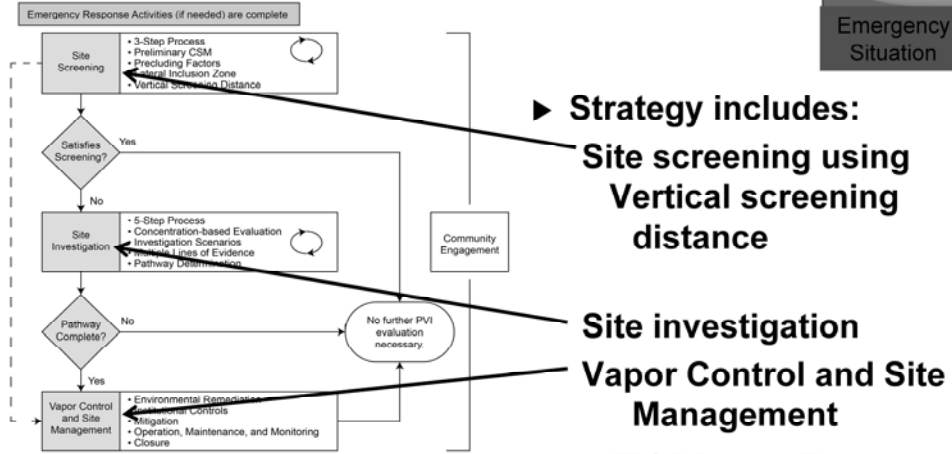 Emergency Response Activities (if needed) are complete
Emergency
Situation
Site
Screening
• 3-Step Process
• Preliminary CSM
• Precluding Factors
• Lateral Inclusion Zone
• Vertical Screening Distance
Satisfies
Screening?
Yes
No
Site
Investigation
• 5-Step Process
• Concentration-based Evaluation
• Investigation Scenarios
• Multiple Lines of Evidence
• Pathway Determination
Community
Engagement
Pathway
Complete?
No
Yes
No further PVI
evaluation
necessary.
Vapor Control
and Site
Management
• Environmental Remediation
• Institutional Controls
• Mitigation
• Operation, Maintenance, and Monitoring
• Closure
► Strategy includes:
Site screening using
Vertical screening
distance
Site investigation
Vapor Control and Site
Management